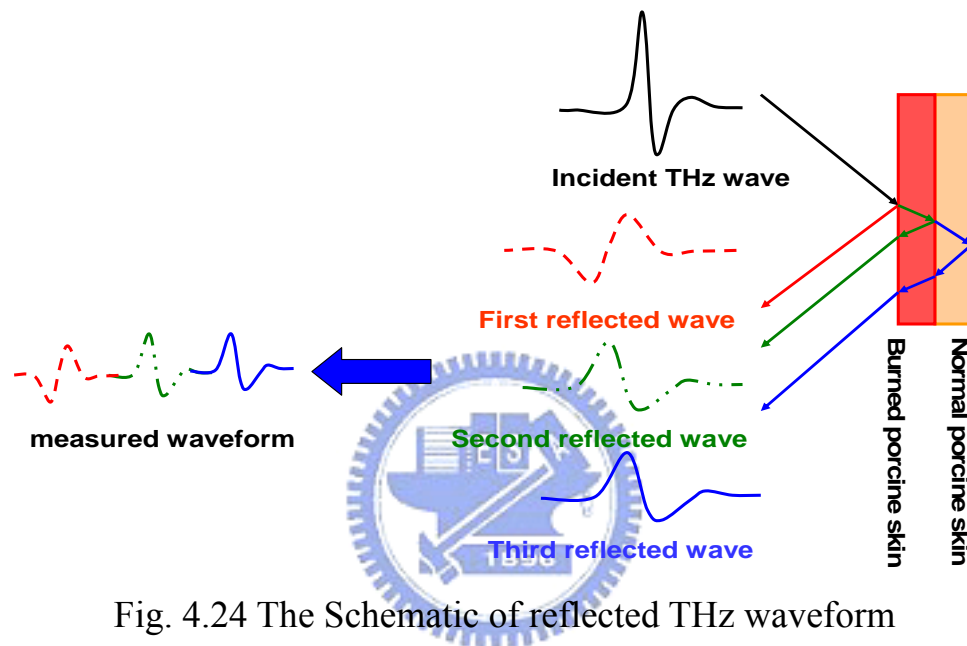 Incident THz wave
First reflected wave
measured waveform
Second reflected wave
Third reflected wave
Burned porcine skin
Normal porcine skin
1896
Fig. 4.24 The Schematic of reflected THz waveform